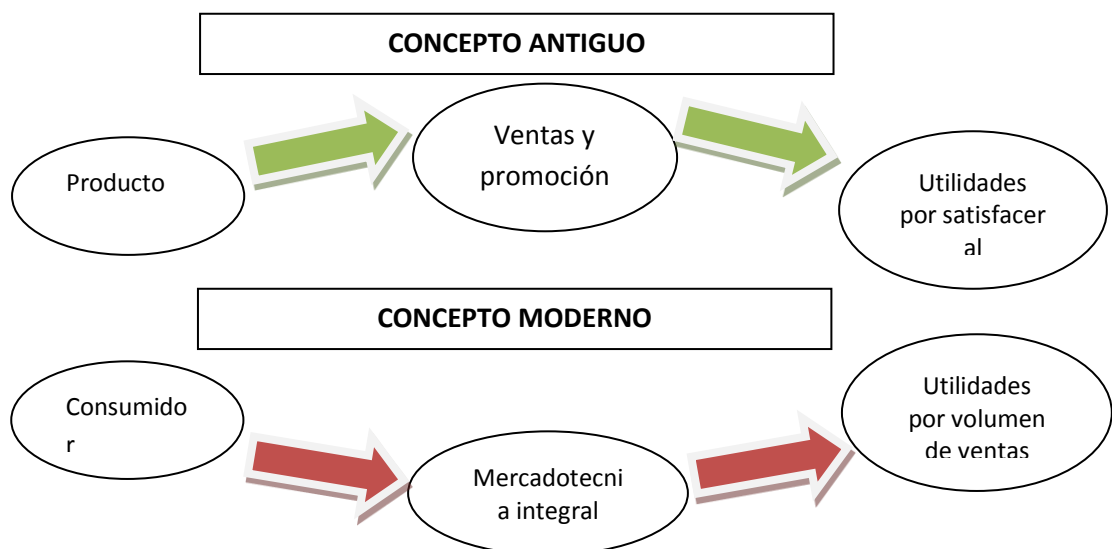 CONCEPTO ANTIGUO
Producto
Ventas y
promoción
Utilidades
por satisfacer
al
CONCEPTO MODERNO
Consumido
r
Mercadotecni
a integral
Utilidades
por volumen
de ventas